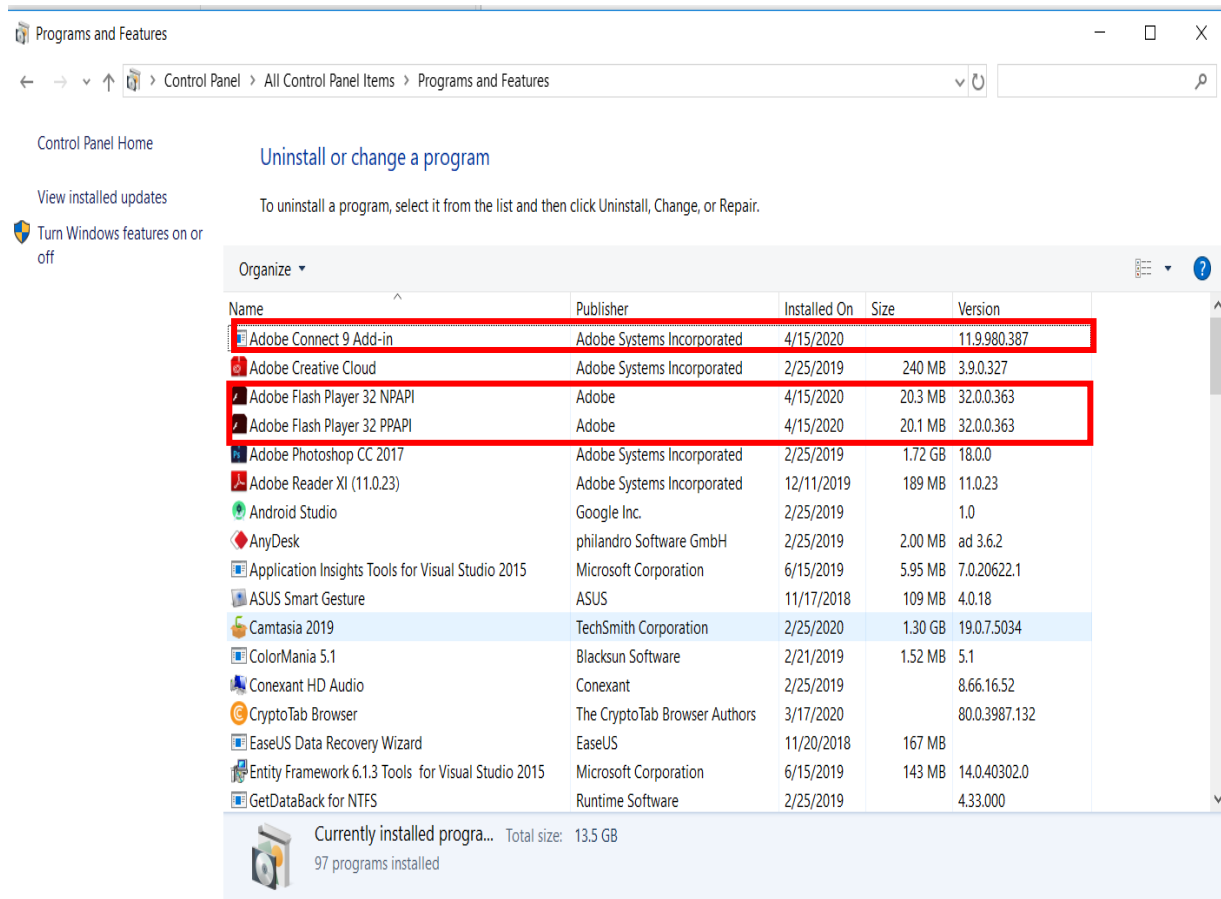 Programs and Features
Control Panel > All Control Panel Items > Programs and Features
Control Panel Home
View installed updates
Turn Windows features on or
off
Uninstall or change a program
To uninstall a program, select it from the list and then click Uninstall, Change, or Repair.
Organize
Name Publisher Installed On Size Version
Adobe Connect 9 Add-in Adobe Systems Incorporated 4/15/2020 11.9.980.387
Adobe Creative Cloud Adobe Systems Incorporated 2/25/2019 240 MB 3.9.0.327
Adobe Flash Player 32 NPAPI Adobe 4/15/2020 20.3 MB 32.0.0.363
Adobe Flash Player 32 PPAPI Adobe 4/15/2020 20.1 MB 32.0.0.363
Adobe Photoshop CC 2017 Adobe Systems Incorporated 2/25/2019 1.72 GB 18.0.0
Adobe Reader XI (11.0.23) Adobe Systems Incorporated 12/11/2019 189 MB 11.0.23
Android Studio Google Inc. 2/25/2019 1.0
AnyDesk philandro Software GmbH 2/25/2019 2.00 MB ad 3.6.2
Application Insights Tools for Visual Studio 2015 Microsoft Corporation 6/15/2019 5.95 MB 7.0.20622.1
ASUS Smart Gesture ASUS 11/17/2018 109 MB 4.0.18
Camtasia 2019 TechSmith Corporation 2/25/2020 1.30 GB 19.0.7.5034
ColorMania 5.1 Blacksun Software 2/21/2019 1.52 MB 5.1
Conexant HD Audio Conexant 2/25/2019 8.66.16.52
CryptoTab Browser The CryptoTab Browser Authors 3/17/2020 80.0.3987.132
EaseUS Data Recovery Wizard EaseUS 11/20/2018 167 MB
Entity Framework 6.1.3 Tools for Visual Studio 2015 Microsoft Corporation 6/15/2019 143 MB 14.0.40302.0
GetDataBack for NTFS Runtime Software 2/25/2019 4.33.000
Currently installed progra... Total size: 13.5 GB
97 programs installed